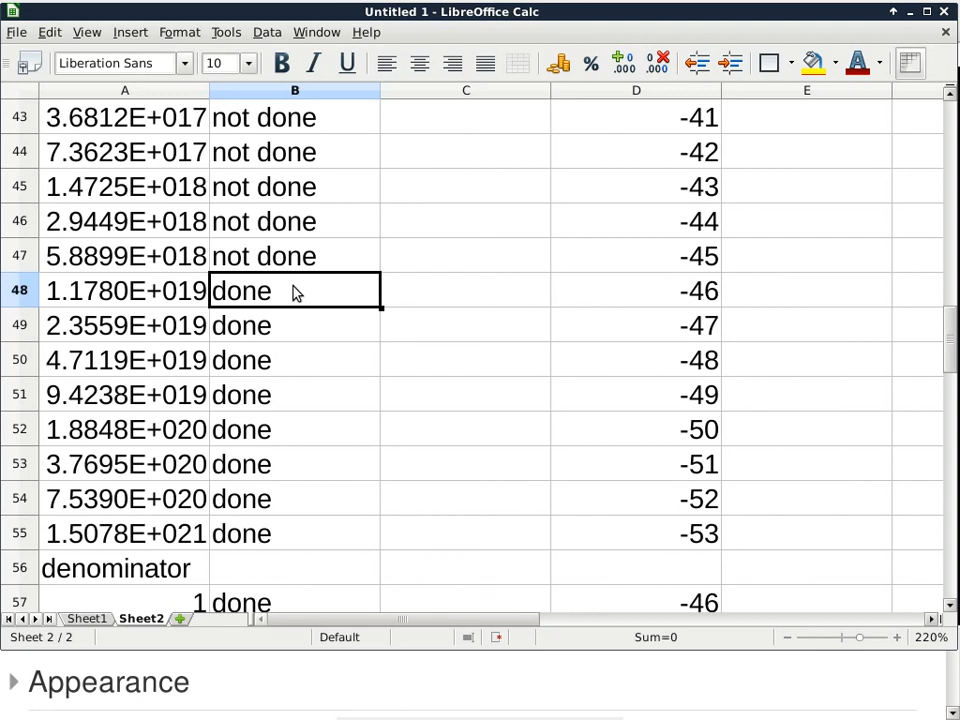 Untitled 1 - LibreOffice Calc
File Edit View Insert Format Tools Data Window Help
Liberation Sans 10 B I U % .000 .000 A
A B C D E
43 3.6812E+017 not done -41
44 7.3623E+017 not done -42
45 1.4725E+018 not done -43
46 2.9449E+018 not done -44
47 5.8899E+018 not done -45
48 1.1780E+019 done -46
49 2.3559E+019 done -47
50 4.7119E+019 done -48
51 9.4238E+019 done -49
52 1.8848E+020 done -50
53 3.7695E+020 done -51
54 7.5390E+020 done -52
55 1.5078E+021 done -53
56 denominator
57 1 done -46
Sheet1 Sheet2
Sheet 2 / 2 Default Sum=0 220%
Appearance